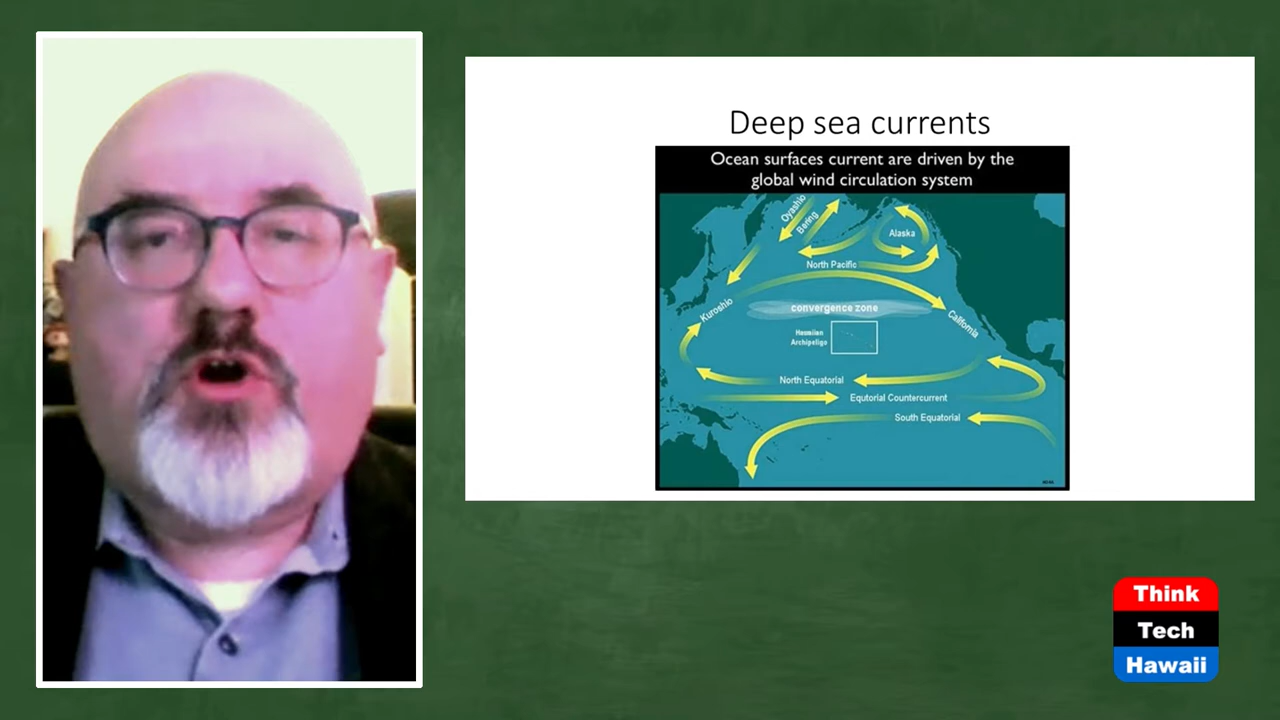 Deep sea currents
Ocean surfaces current are driven by the
global wind circulation system
Oyashio
Bering
Alaska
North Pacific
Kuroshio
convergence zone
California
Hawaiian
Archipeligo
North Equatorial
Equtorial Countercurrent
South Equatorial
Think
Tech
Hawaii